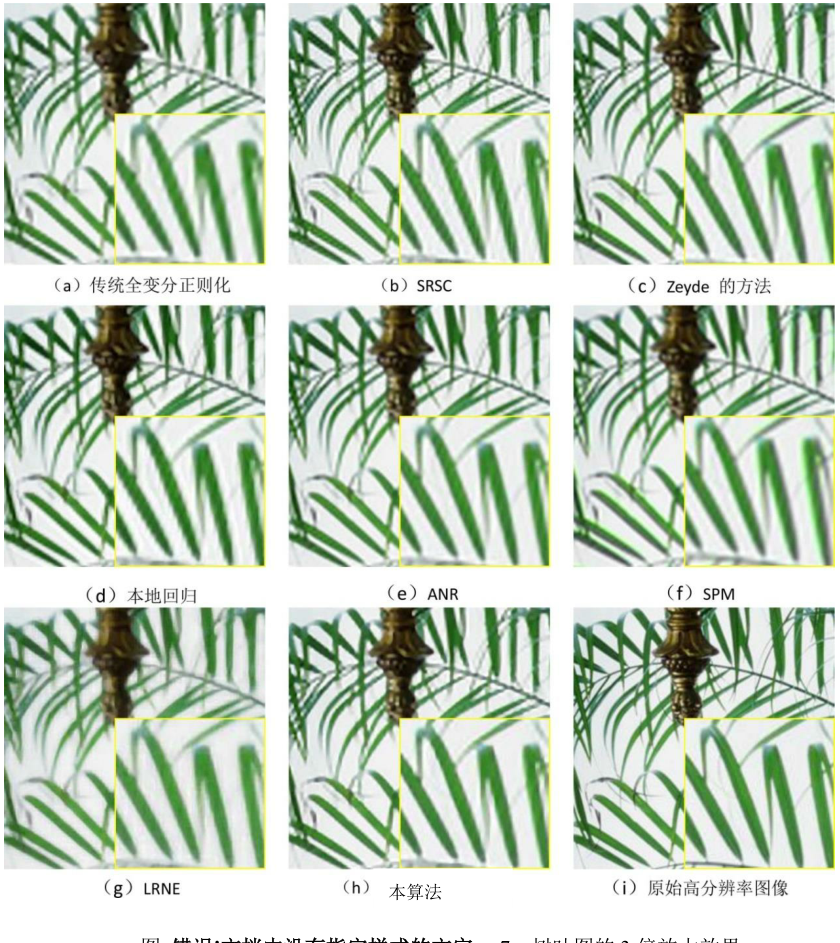 （a）传统全变分正则化
（b）SRSC
（c）Zeyde 的方法
（d）本地回归
（e）ANR
（f）SPM
（g）LRNE
（h） 本算法
（i）原始高分辨率图像
图 错误!文档中没有指定样式的文字。-7 树叶图的 3 倍放大效果